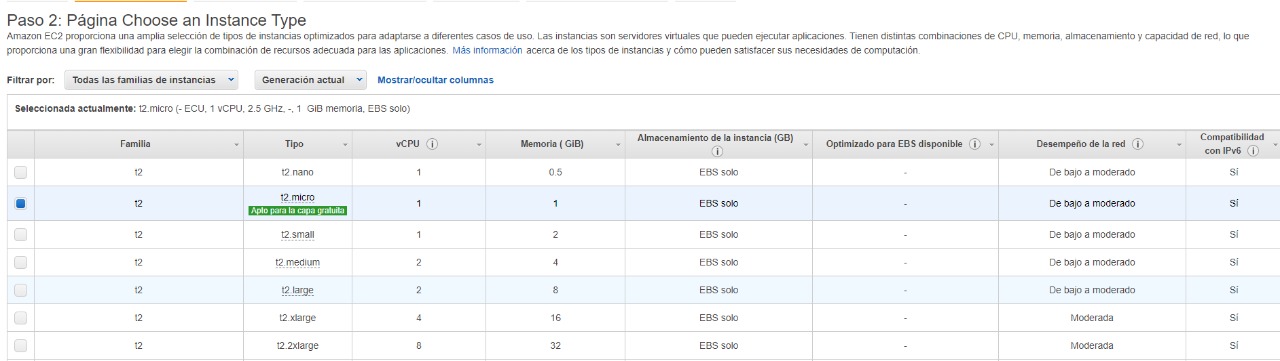 Paso 2: Página Choose an Instance Type
Amazon EC2 proporciona una amplia selección de tipos de instancias optimizados para adaptarse a diferentes casos de uso. Las instancias son servidores virtuales que pueden ejecutar aplicaciones. Tienen distintas combinaciones de CPU, memoria, almacenamiento y capacidad de red, lo que
proporciona una gran flexibilidad para elegir la combinación de recursos adecuada para las aplicaciones. Más información acerca de los tipos de instancias y cómo pueden satisfacer sus necesidades de computación.
Filtrar por: Todas las familias de instancias Generación actual Mostrar/ocultar columnas
Seleccionada actualmente: t2.micro (- ECU, 1 vCPU, 2.5 GHz, -, 1 GiB memoria, EBS solo)
Familia Tipo vCPU Memoria ( GiB) Almacenamiento de la instancia (GB) Optimizado para EBS disponible Desempeño de la red Compatibilidad con IPv6
t2 t2.nano 1 0.5 EBS solo - De bajo a moderado Sí
t2 t2.micro 1 1 EBS solo - De bajo a moderado Sí
Apto para la capa gratuita
t2 t2.small 1 2 EBS solo - De bajo a moderado Sí
t2 t2.medium 2 4 EBS solo - De bajo a moderado Sí
t2 t2.large 2 8 EBS solo - De bajo a moderado Sí
t2 t2.xlarge 4 16 EBS solo - Moderada Sí
t2 t2.2xlarge 8 32 EBS solo - Moderada Sí